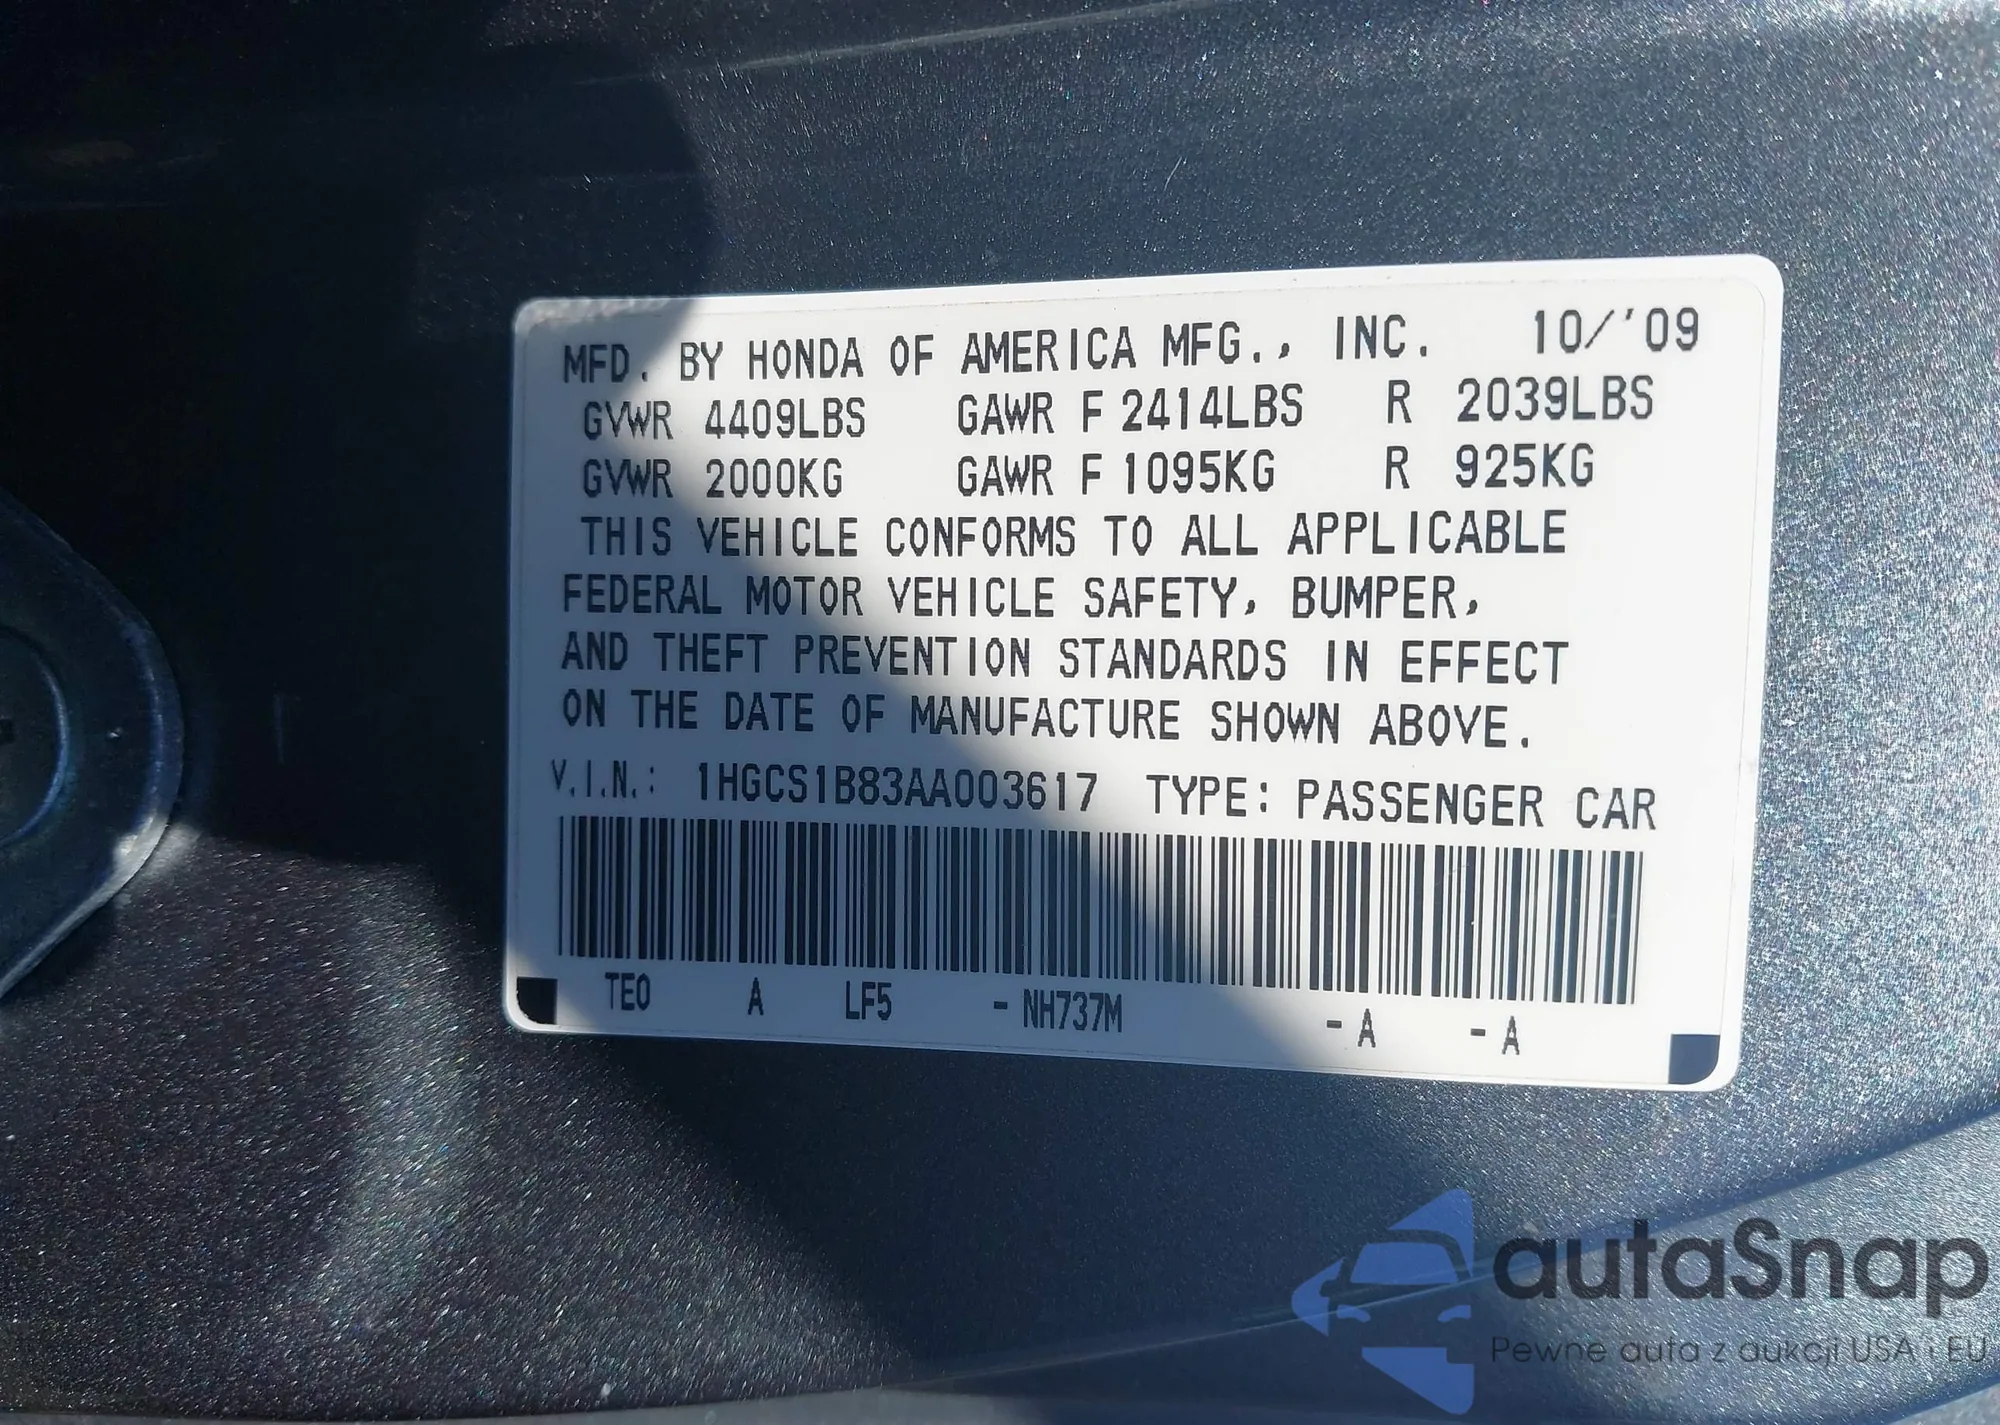 MFD. BY HONDA OF AMERICA MFG., INC. 10/'09
GVWR 4409LBS GAWR F 2414LBS R 2039LBS
GVWR 2000KG GAWR F 1095KG R 925KG
THIS VEHICLE CONFORMS TO ALL APPLICABLE
FEDERAL MOTOR VEHICLE SAFETY, BUMPER,
AND THEFT PREVENTION STANDARDS IN EFFECT
ON THE DATE OF MANUFACTURE SHOWN ABOVE.
V.I.N.: 1HGCS1B83AA003617 TYPE: PASSENGER CAR
TE0 A LF5 - NH737M - A - A
autaSnap
Pewne auta z aukcji USA i EU